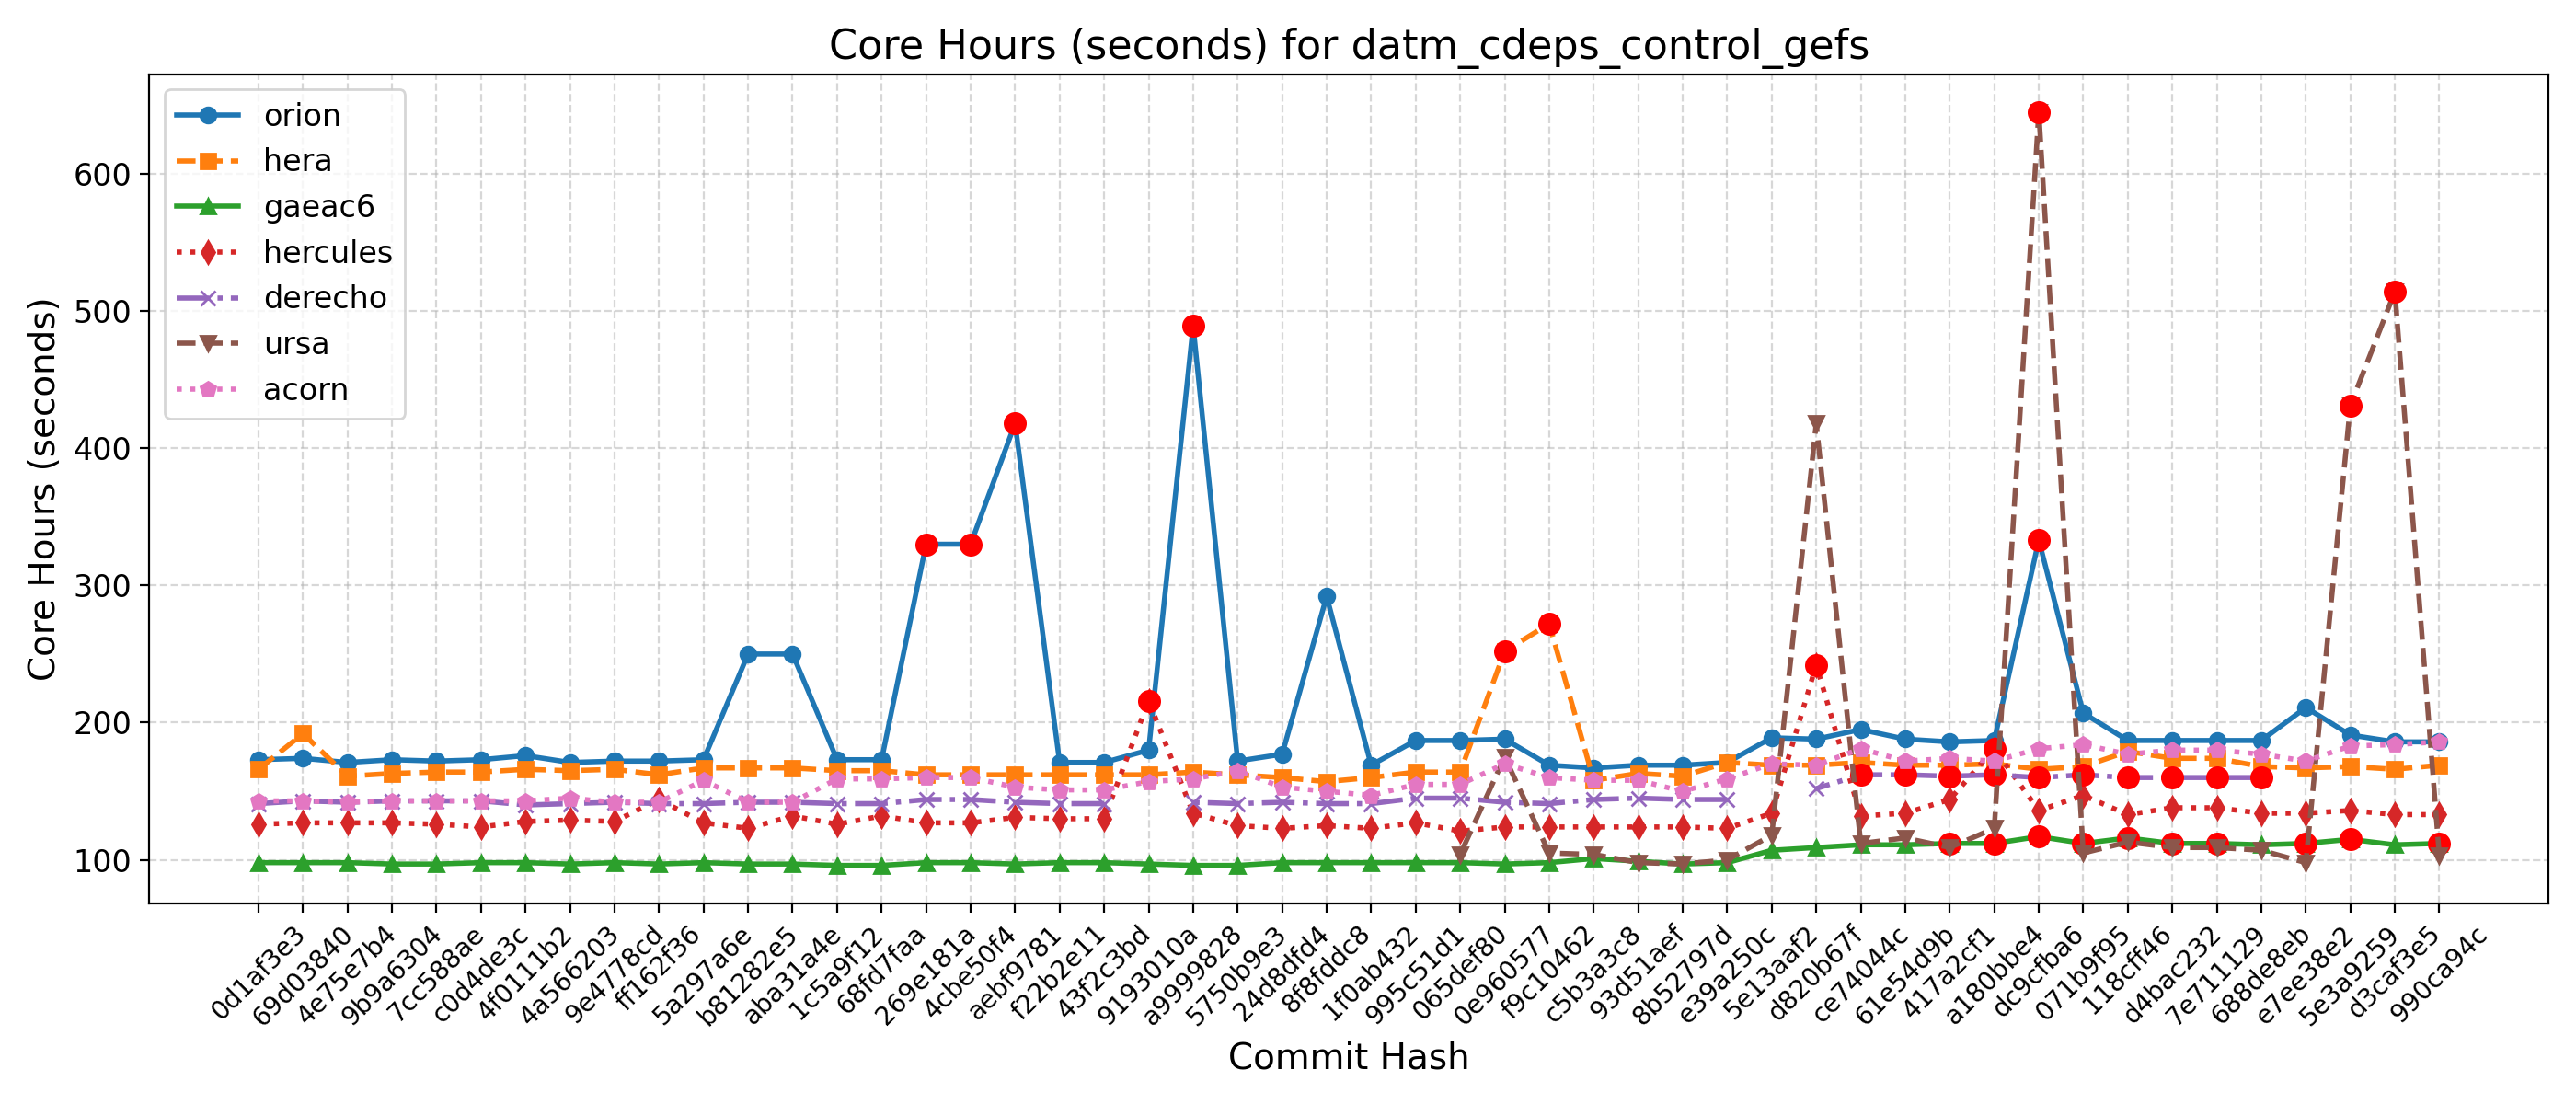 Core Hours (seconds) for datm_cdeps_control_gefs
Core Hours (seconds)
600
500
400
300
200
100
orion
hera
gaeac6
hercules
derecho
ursa
acorn
0d1af3e3
69d03840
4e75e7b4
9b9a6304
7cc588ae
c0d4de3c
4f0111b2
4a566203
9e4778cd
ff162f36
5a297a6e
b81282e5
aba31a4e
1c5a9f12
68fd7faa
269e181a
4cbe50f4
aebf9781
f22b2e11
43f2c3bd
9193010a
a9999828
5750b9e3
24d8dfd4
8f8fddc8
1f0ab432
995c51d1
065def80
0e960577
f9c10462
c5b3a3c8
93d51aef
8b52797d
e39a250c
5e13aaf2
d820b67f
ce74044c
61e54d9b
417a2cf1
a180bbe4
dc9cfba6
071b9f95
118cff46
d4bac232
7e711129
688de8eb
e7ee38e2
5e3a9259
d3caf3e5
990ca94c
Commit Hash